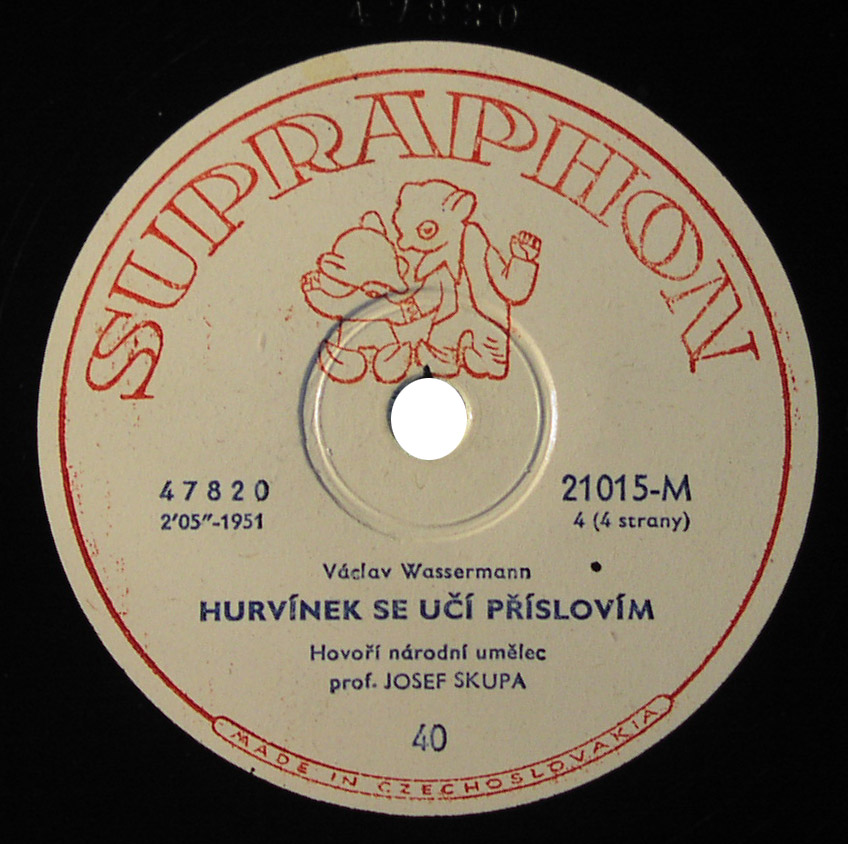 47820
SUPRAPHON
47820
2'05"-1951
21015-M
4 (4 strany)
Václav Wassermann
HURVÍNEK SE UČÍ PŘÍSLOVÍM
Hovoří národní umělec
prof. JOSEF SKUPA
40
MADE IN CZECHOSLOVAKIA